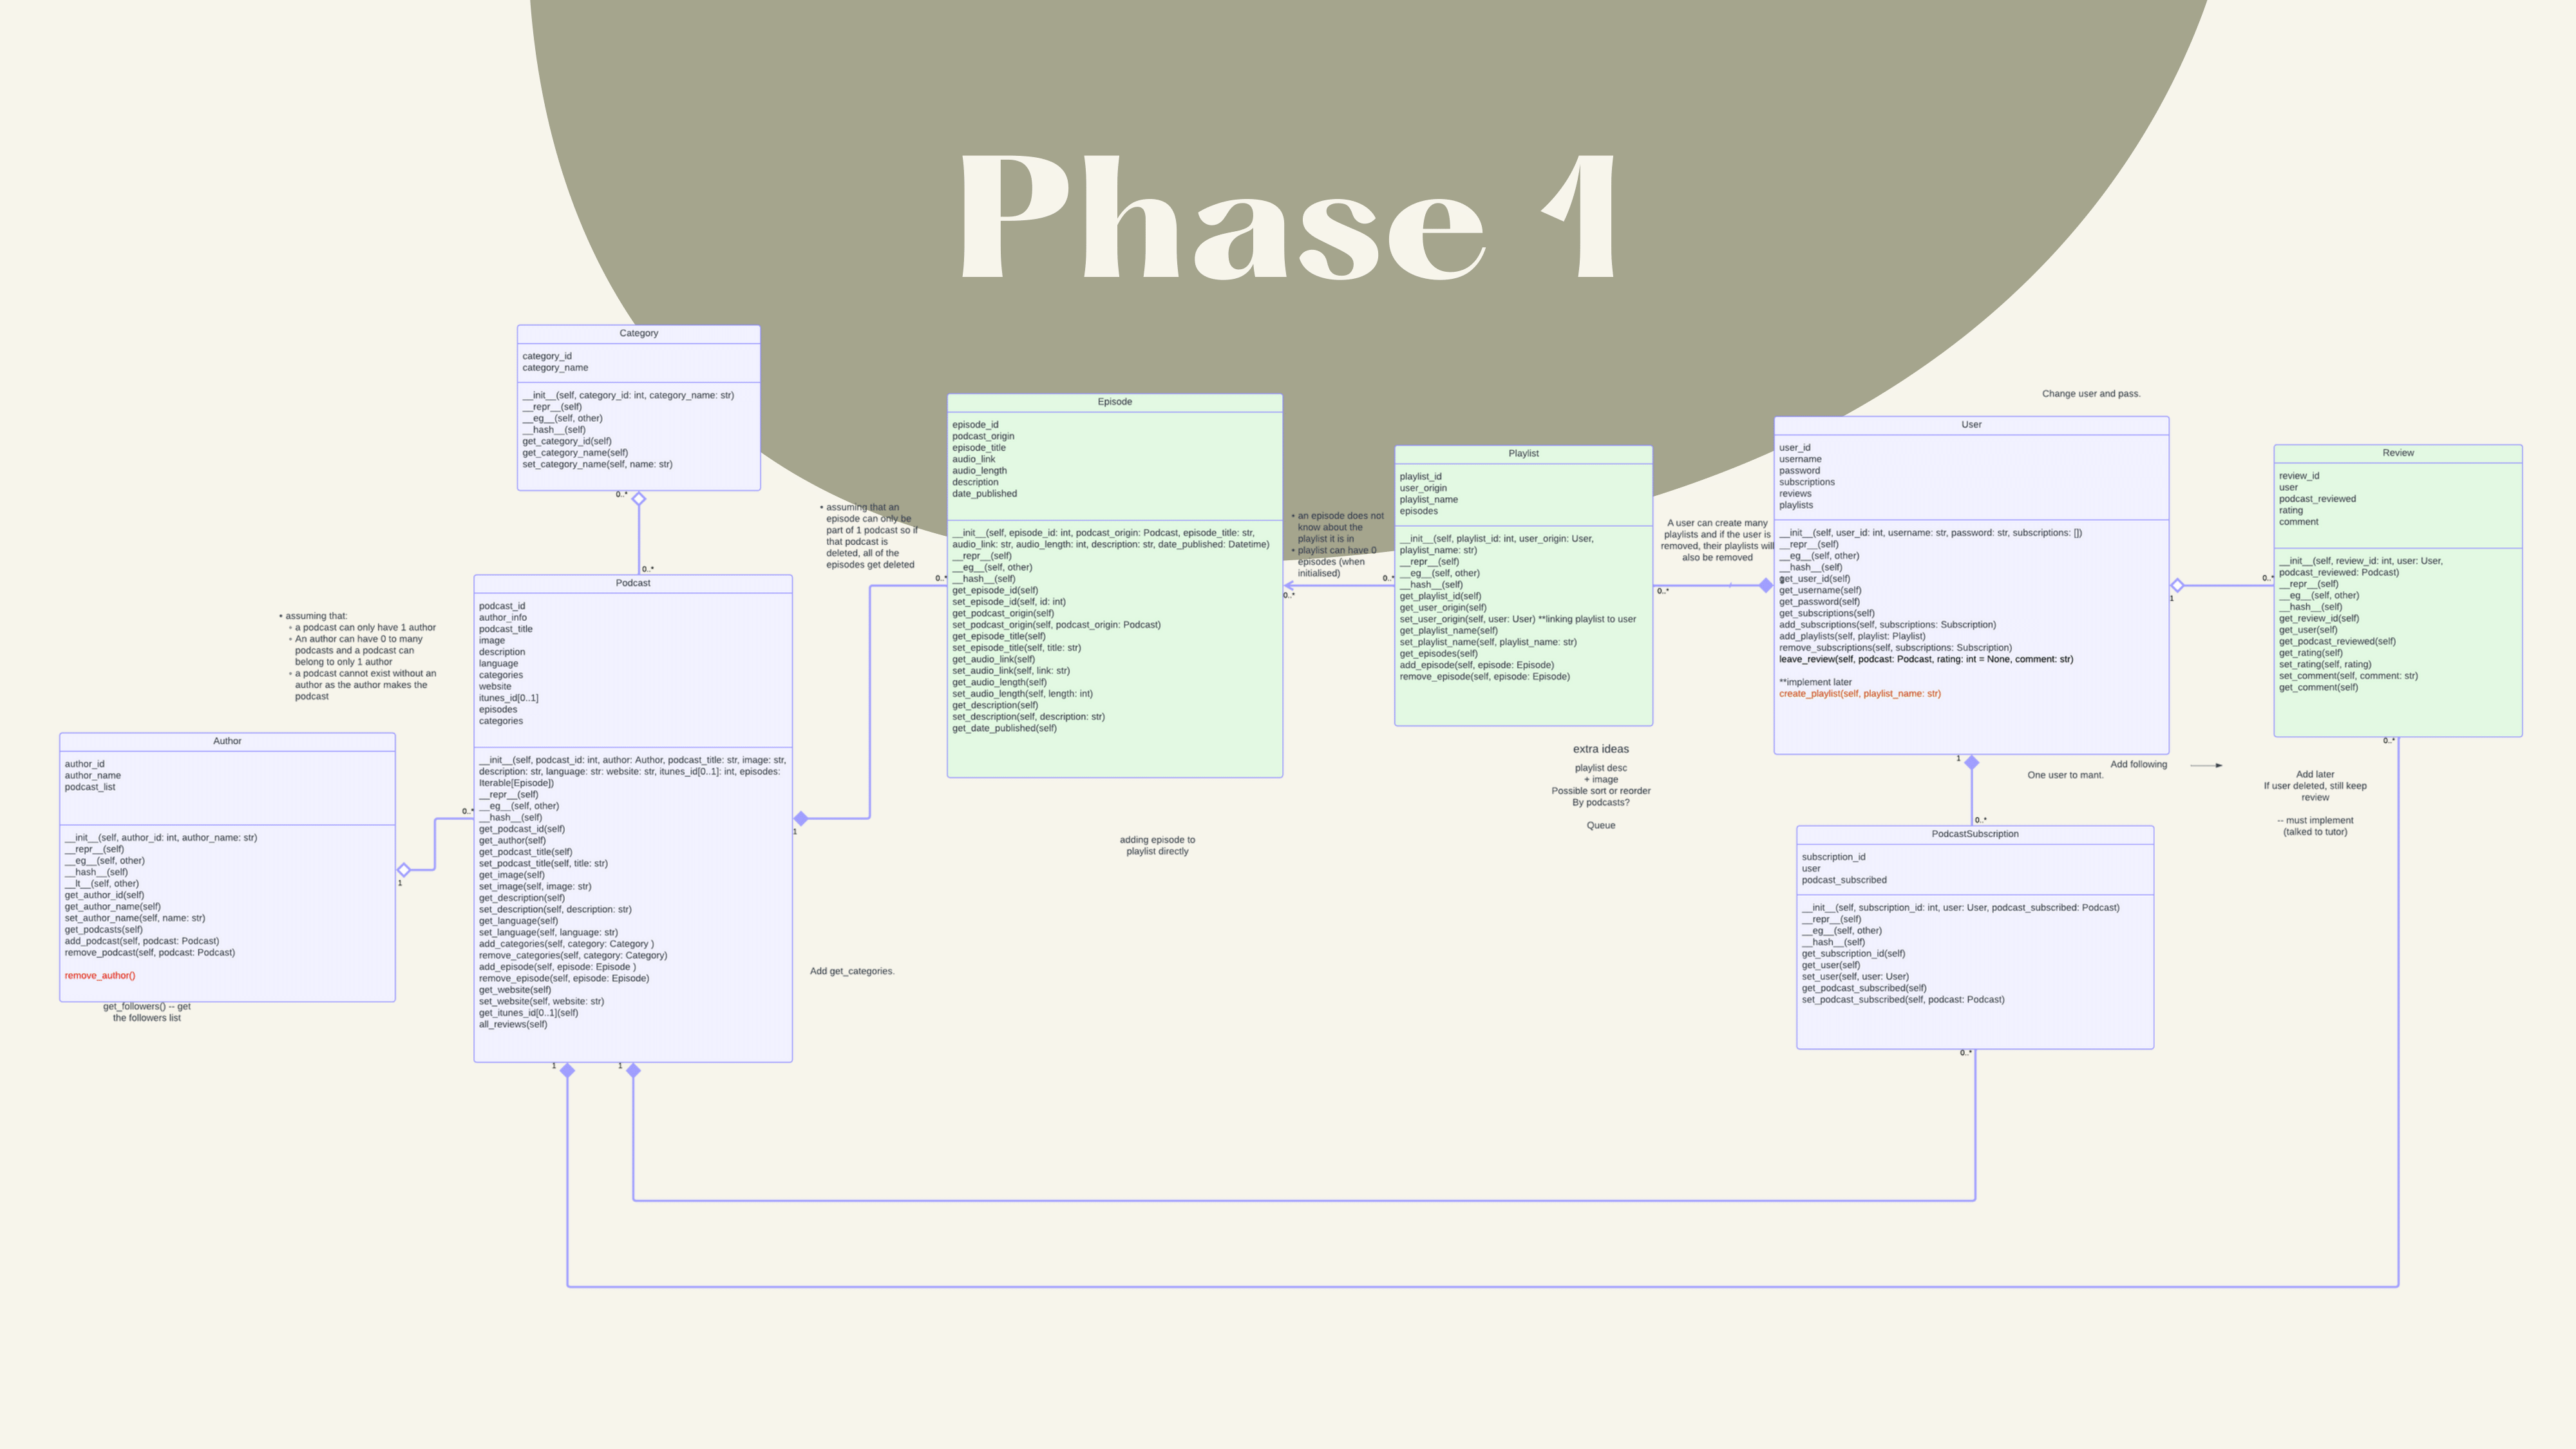 Phase 1
Category
category_id
category_name
__init__(self, category_id: int, category_name: str)
__repr__(self)
__eg__(self, other)
__hash__(self)
get_category_id(self)
get_category_name(self)
set_category_name(self, name: str)
0..*
0..*
• assuming that:
◦ a podcast can only have 1 author
◦ An author can have 0 to many
podcasts and a podcast can
belong to only 1 author
◦ a podcast cannot exist without an
author as the author makes the
podcast
Author
author_id
author_name
podcast_list
__init__(self, author_id: int, author_name: str)
__repr__(self)
__eg__(self, other)
__hash__(self)
__lt__(self, other)
get_author_id(self)
get_author_name(self)
set_author_name(self, name: str)
get_podcasts(self)
add_podcast(self, podcast: Podcast)
remove_podcast(self, podcast: Podcast)
remove_author()
get_followers() -- get
the followers list
1
0..*
Podcast
podcast_id
author_info
podcast_title
image
description
language
categories
website
itunes_id[0..1]
episodes
categories
__init__(self, podcast_id: int, author: Author, podcast_title: str, image: str,
description: str, language: str: website: str, itunes_id[0..1]: int, episodes:
Iterable[Episode])
__repr__(self)
__eg__(self, other)
__hash__(self)
get_podcast_id(self)
get_author(self)
get_podcast_title(self)
set_podcast_title(self, title: str)
get_image(self)
set_image(self, image: str)
get_description(self)
set_description(self, description: str)
get_language(self)
set_language(self, language: str)
add_categories(self, category: Category )
remove_categories(self, category: Category)
add_episode(self, episode: Episode )
remove_episode(self, episode: Episode)
get_website(self)
set_website(self, website: str)
get_itunes_id[0..1](self)
all_reviews(self)
1
1
1
Add get_categories.
• assuming that an
episode can only be
part of 1 podcast so if
that podcast is
deleted, all of the
episodes get deleted
0..*
Episode
episode_id
podcast_origin
episode_title
audio_link
audio_length
description
date_published
__init__(self, episode_id: int, podcast_origin: Podcast, episode_title: str,
audio_link: str, audio_length: int, description: str, date_published: Datetime)
__repr__(self)
__eg__(self, other)
__hash__(self)
get_episode_id(self)
set_episode_id(self, id: int)
get_podcast_origin(self)
set_podcast_origin(self, podcast_origin: Podcast)
get_episode_title(self)
set_episode_title(self, title: str)
get_audio_link(self)
set_audio_link(self, link: str)
get_audio_length(self)
set_audio_length(self, length: int)
get_description(self)
set_description(self, description: str)
get_date_published(self)
adding episode to
playlist directly
• an episode does not
know about the
playlist it is in
• playlist can have 0
episodes (when
initialised)
0..*
0..*
Playlist
playlist_id
user_origin
playlist_name
episodes
__init__(self, playlist_id: int, user_origin: User,
playlist_name: str)
__repr__(self)
__eg__(self, other)
__hash__(self)
get_playlist_id(self)
get_user_origin(self)
set_user_origin(self, user: User) **linking playlist to user
get_playlist_name(self)
set_playlist_name(self, playlist_name: str)
get_episodes(self)
add_episode(self, episode: Episode)
remove_episode(self, episode: Episode)
extra ideas
playlist desc
+ image
Possible sort or reorder
By podcasts?
Queue
A user can create many
playlists and if the user is
removed, their playlists will
also be removed
0..*
Change user and pass.
User
user_id
username
password
subscriptions
reviews
playlists
__init__(self, user_id: int, username: str, password: str, subscriptions: [])
__repr__(self)
__eg__(self, other)
__hash__(self)
get_user_id(self)
get_username(self)
get_password(self)
get_subscriptions(self)
add_subscriptions(self, subscriptions: Subscription)
add_playlists(self, playlist: Playlist)
remove_subscriptions(self, subscriptions: Subscription)
leave_review(self, podcast: Podcast, rating: int = None, comment: str)
**implement later
create_playlist(self, playlist_name: str)
1
Add following
One user to mant.
0..*
PodcastSubscription
subscription_id
user
podcast_subscribed
__init__(self, subscription_id: int, user: User, podcast_subscribed: Podcast)
__repr__(self)
__eg__(self, other)
__hash__(self)
get_subscription_id(self)
get_user(self)
set_user(self, user: User)
get_podcast_subscribed(self)
set_podcast_subscribed(self, podcast: Podcast)
0..*
1
0..*
Review
review_id
user
podcast_reviewed
rating
comment
__init__(self, review_id: int, user: User,
podcast_reviewed: Podcast)
__repr__(self)
__eg__(self, other)
__hash__(self)
get_review_id(self)
get_user(self)
get_podcast_reviewed(self)
get_rating(self)
set_rating(self, rating)
set_comment(self, comment: str)
get_comment(self)
0..*
Add later
If user deleted, still keep
review
-- must implement
(talked to tutor)